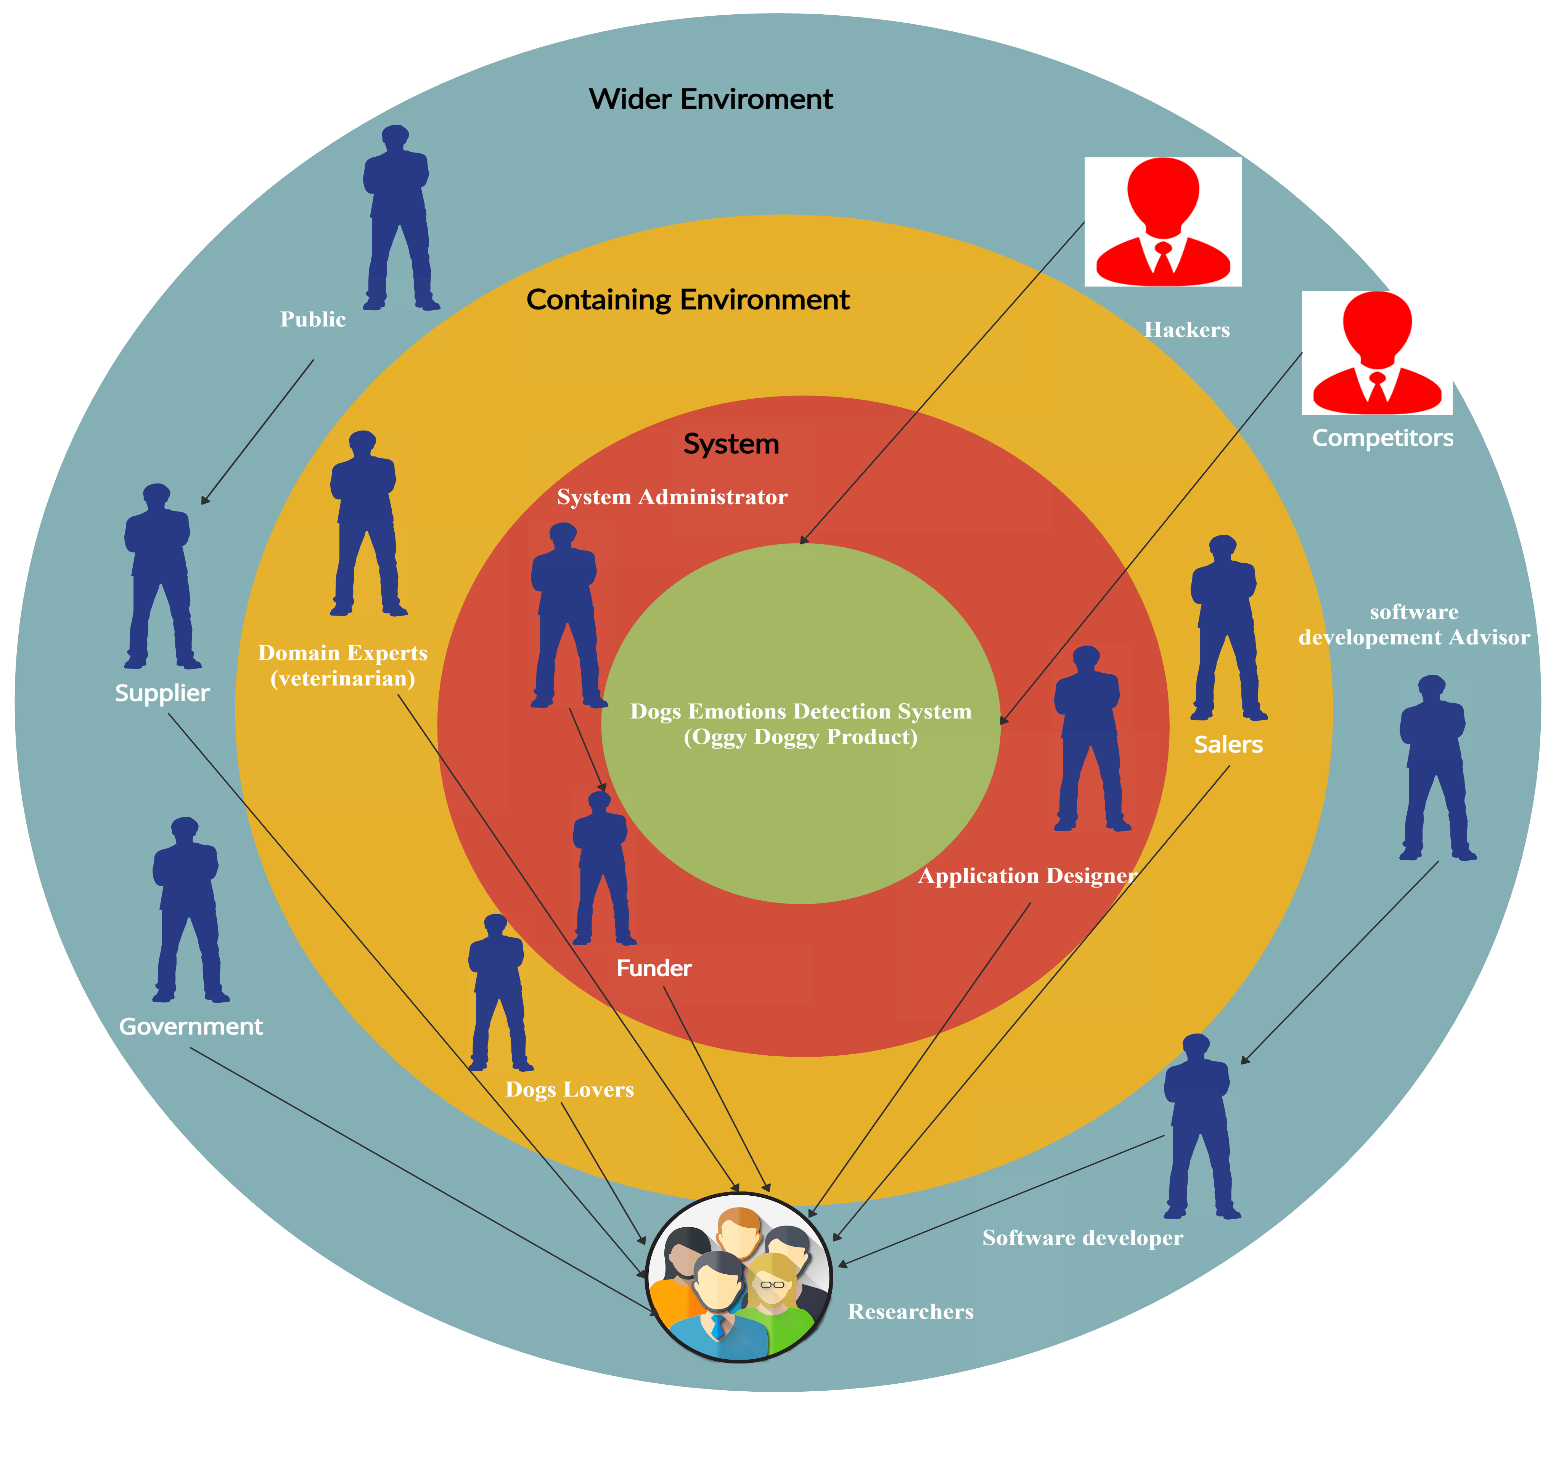 Wider Enviroment
Public
Containing Environment
Hackers
Competitors
System
System Administrator
software
developement Advisor
Domain Experts
(veterinarian)
Supplier
Dogs Emotions Detection System
(Oggy Doggy Product)
Salers
Application Designer
Funder
Government
Dogs Lovers
Software developer
Researchers